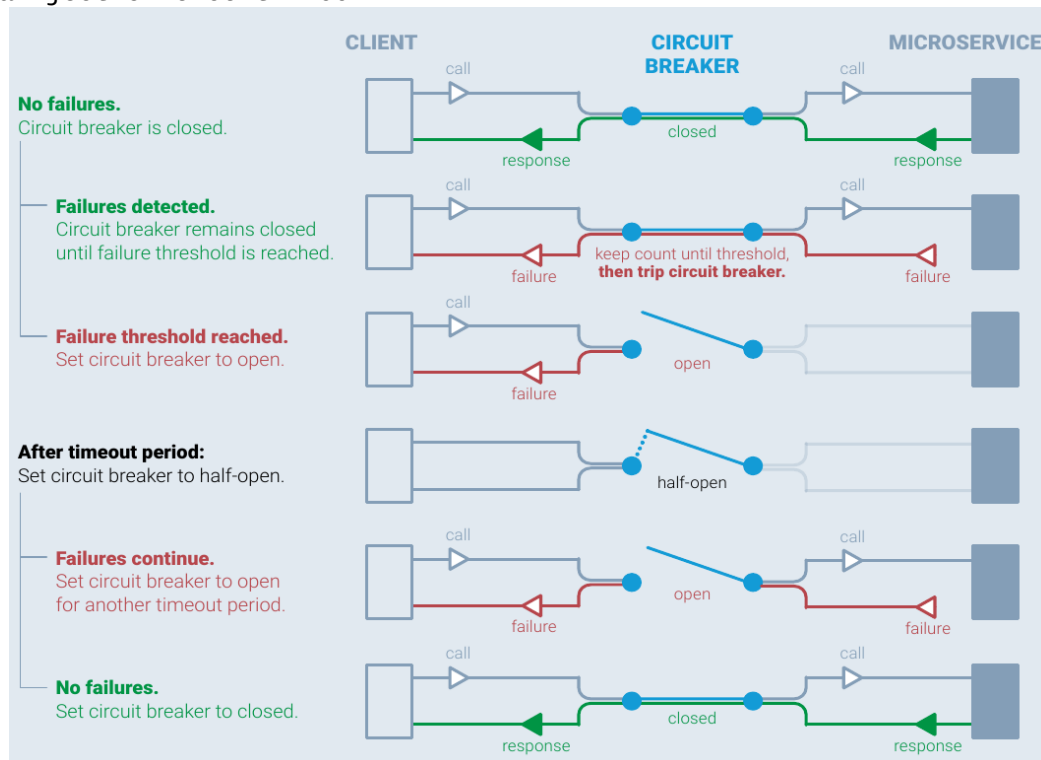 CLIENT
CIRCUIT
BREAKER
MICROSERVICE
No failures.
Circuit breaker is closed.
call
call
closed
response
response
Failures detected.
Circuit breaker remains closed
until failure threshold is reached.
call
call
keep count until threshold,
then trip circuit breaker.
failure
failure
Failure threshold reached.
Set circuit breaker to open.
call
open
failure
After timeout period:
Set circuit breaker to half-open.
half-open
Failures continue.
Set circuit breaker to open
for another timeout period.
call
call
open
failure
failure
No failures.
Set circuit breaker to closed.
call
call
closed
response
response